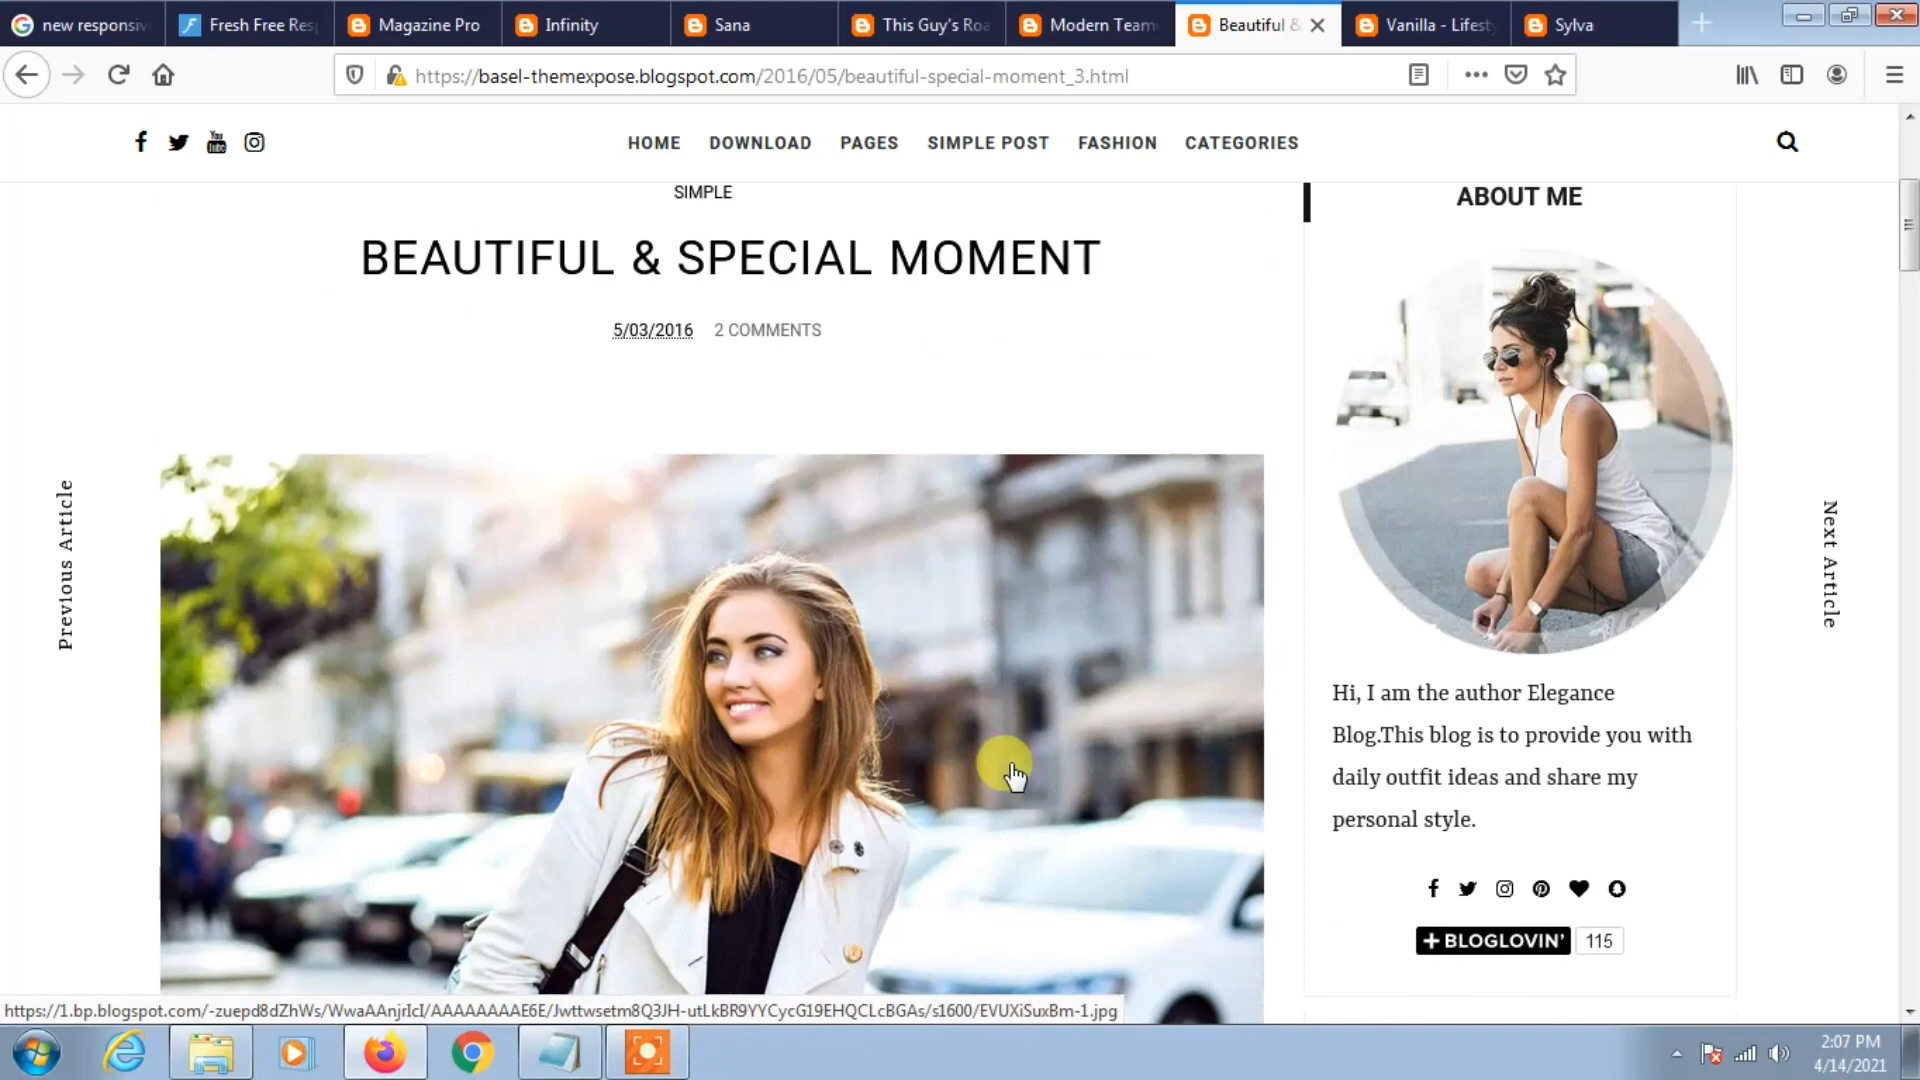 new responsiv
Fresh Free Res
Magazine Pro
Infinity
Sana
This Guy's Roa
Modern Team
Beautiful &
Vanilla - Lifest
Sylva
https://basel-themexpose.blogspot.com/2016/05/beautiful-special-moment_3.html
You
Tube
HOME DOWNLOAD PAGES SIMPLE POST FASHION CATEGORIES
SIMPLE
BEAUTIFUL & SPECIAL MOMENT
5/03/2016 2 COMMENTS
Previous Article
ABOUT ME
Hi, I am the author Elegance
Blog.This blog is to provide you with
daily outfit ideas and share my
personal style.
+ BLOGLOVIN' 115
Next Article
https://1.bp.blogspot.com/-zuepd8dZhWs/WwaAAnjrIcI/AAAAAAAAE6E/Jwttwsetm8Q3JH-utLkBR9YYCycG19EHQCLcBGAs/s1600/EVUXiSuxBm-1.jpg
2:07 PM
4/14/2021